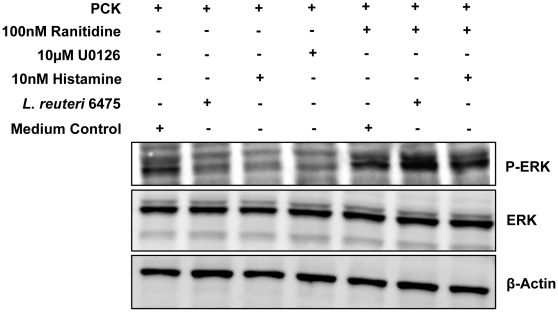 PCK + + + + + + +
100nM Ranitidine - - - - + + +
10µM U0126 - - - + - - -
10nM Histamine - - + - - - +
L. reuteri 6475 - + - - - + -
Medium Control + - - - + - -
P-ERK
ERK
β-Actin